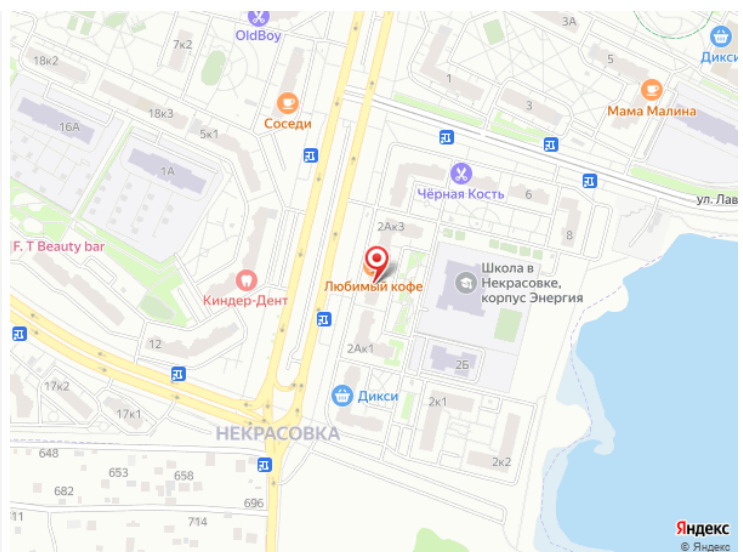 OldBoy
7к2
18к2
Соседи
18к3
5к1
16А
1А
3А
5
Дикси
1
3
Мама Малина
Чёрная Кость
6
ул. Лав
2Ак3
8
F. T Beauty bar
Киндер-Дент
Любимый кофе
Школа в
Некрасовке,
корпус Энергия
12
2Ак1
2Б
17к2
17к1
Дикси
2к1
НЕКРАСОВКА
2к2
648
653
658
682
696
11
714
Яндекс
© Яндекс